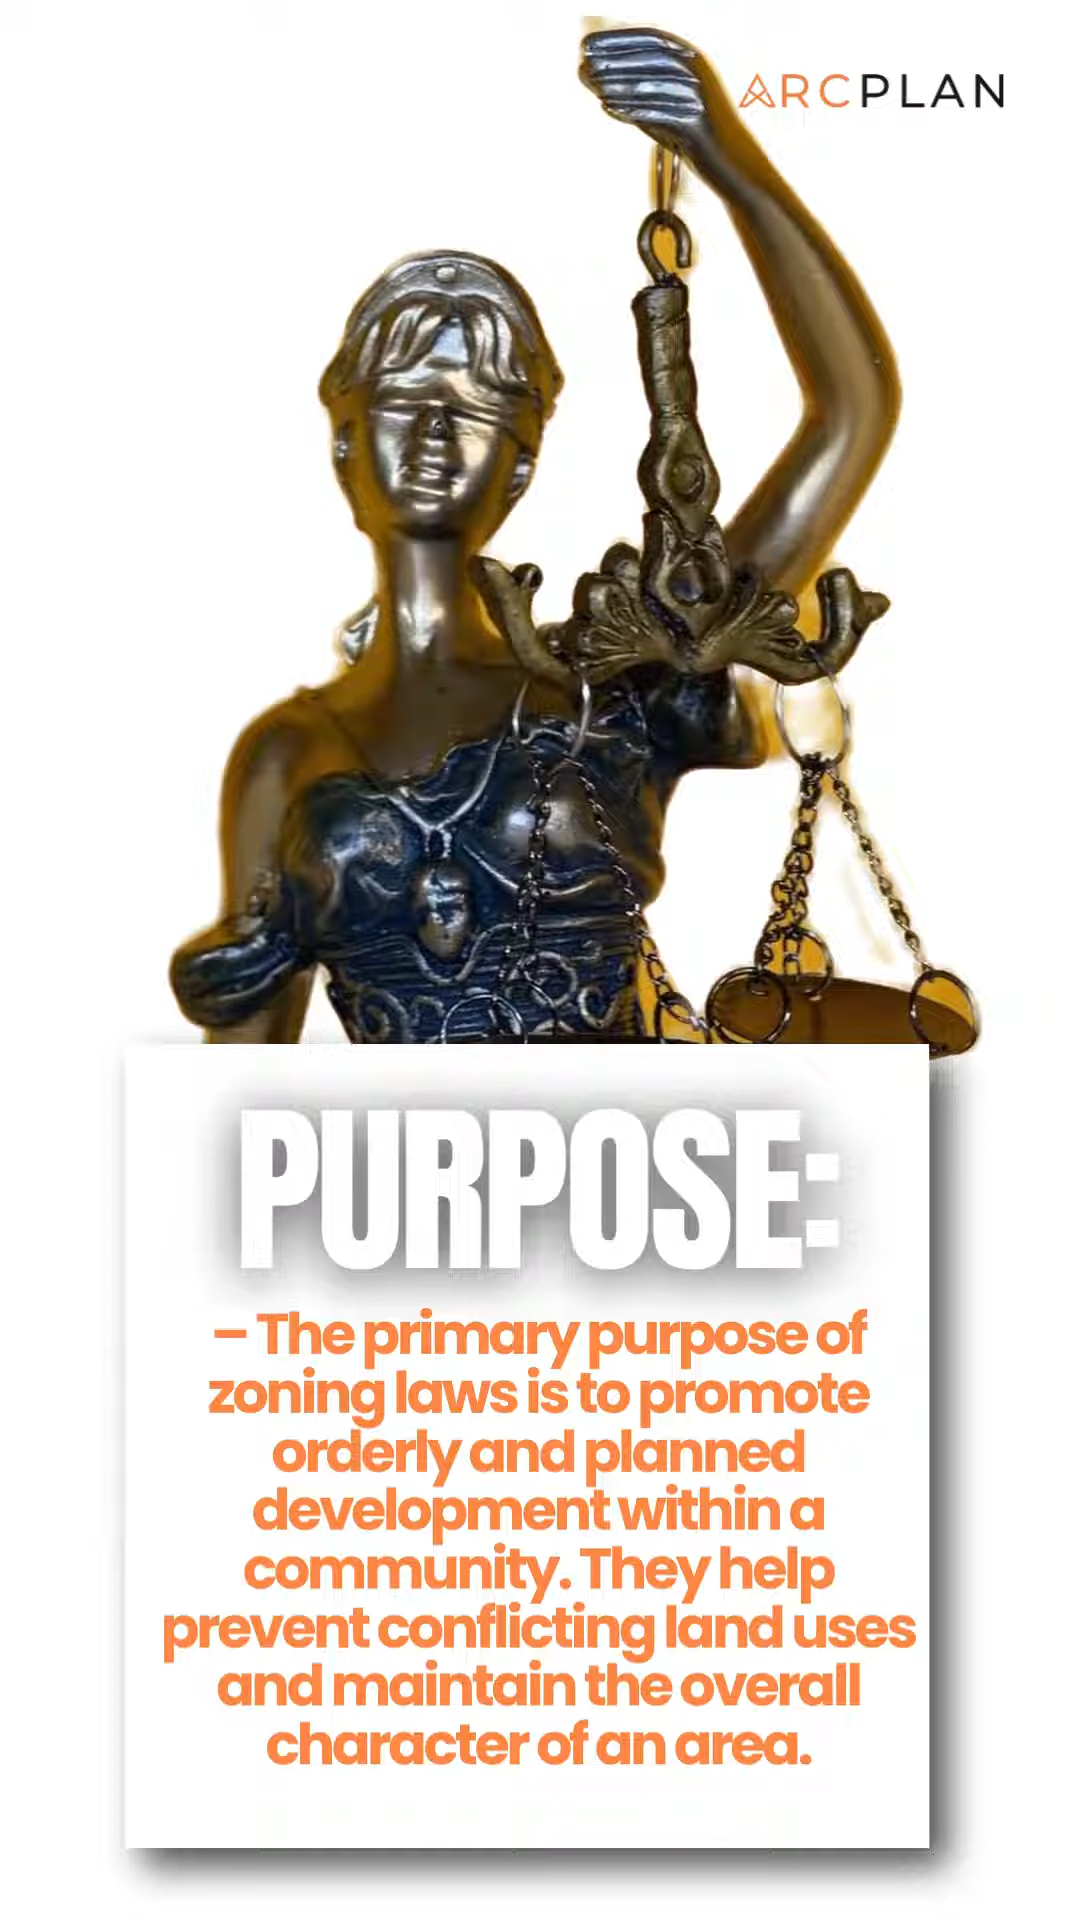 ARCPLAN
PURPOSE:
– The primary purpose of
zoning laws is to promote
orderly and planned
development within a
community. They help
prevent conflicting land uses
and maintain the overall
character of an area.